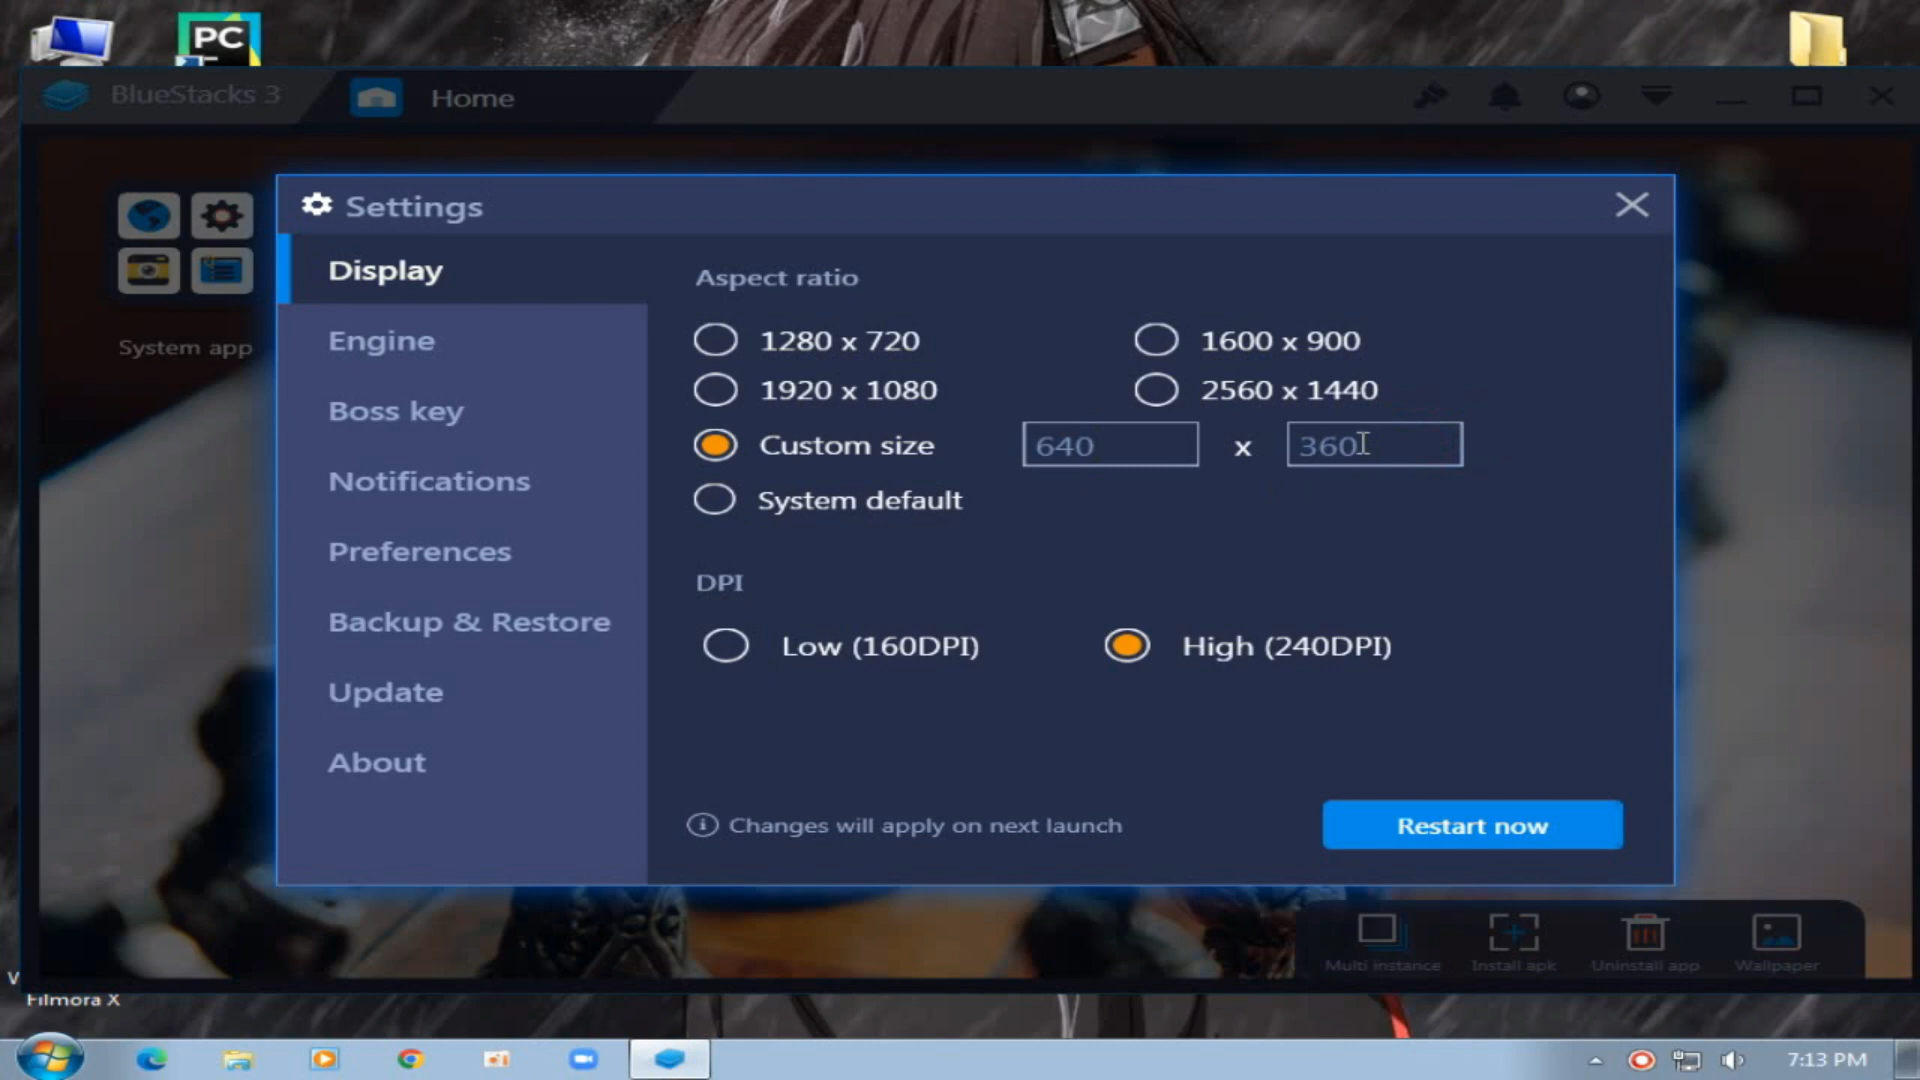 PC
BlueStacks 3
Home
Settings
Display
Engine
Boss key
Notifications
Preferences
Backup & Restore
Update
About
System app
Aspect ratio
1280 x 720
1600 x 900
1920 x 1080
2560 x 1440
Custom size
640 x 360
System default
DPI
Low (160DPI)
High (240DPI)
Changes will apply on next launch
Restart now
Multi instance
Install apk
Uninstall app
Wallpaper
W
Filmora X
7:13 PM